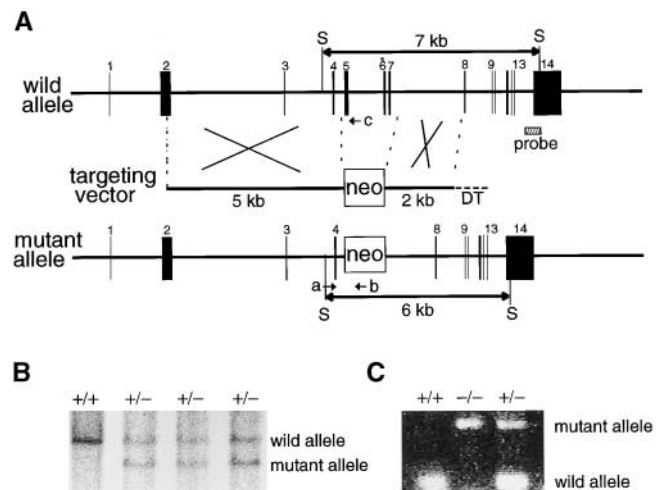 A
S 7 kb S
1 2 3 4 5 6 7 8 9 13 14
wild
allele
c
probe
targeting
vector
5 kb neo 2 kb DT
mutant
allele
1 2 3 4 neo 8 9 13 14
a b
S 6 kb S
B
+/+ +/− +/− +/−
wild allele
mutant allele
C
+/+ −/− +/−
mutant allele
wild allele